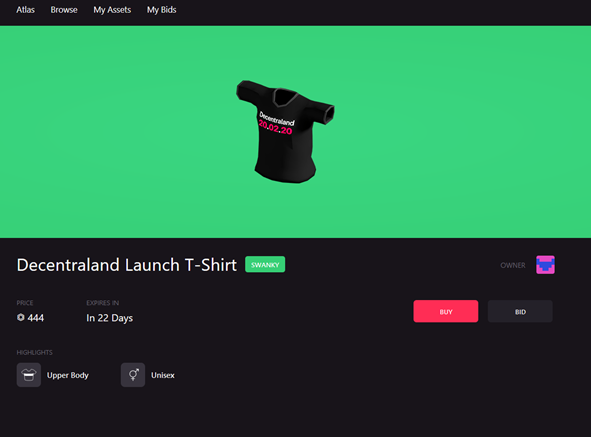 Atlas Browse My Assets My Bids
Decentraland
20.02.20
Decentraland Launch T-Shirt SWANKY OWNER
PRICE EXPIRES IN
444 In 22 Days BUY BID
HIGHLIGHTS
Upper Body Unisex